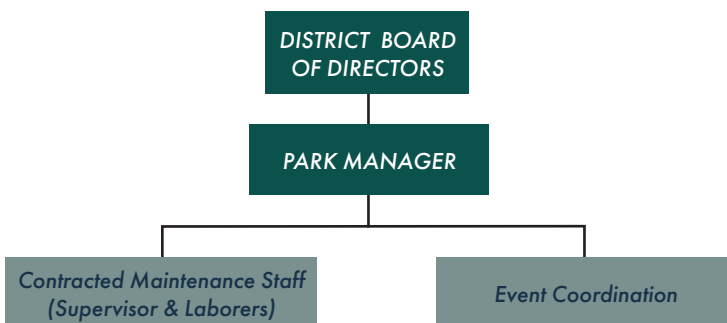 DISTRICT BOARD
OF DIRECTORS
PARK MANAGER
Contracted Maintenance Staff
(Supervisor & Laborers)
Event Coordination